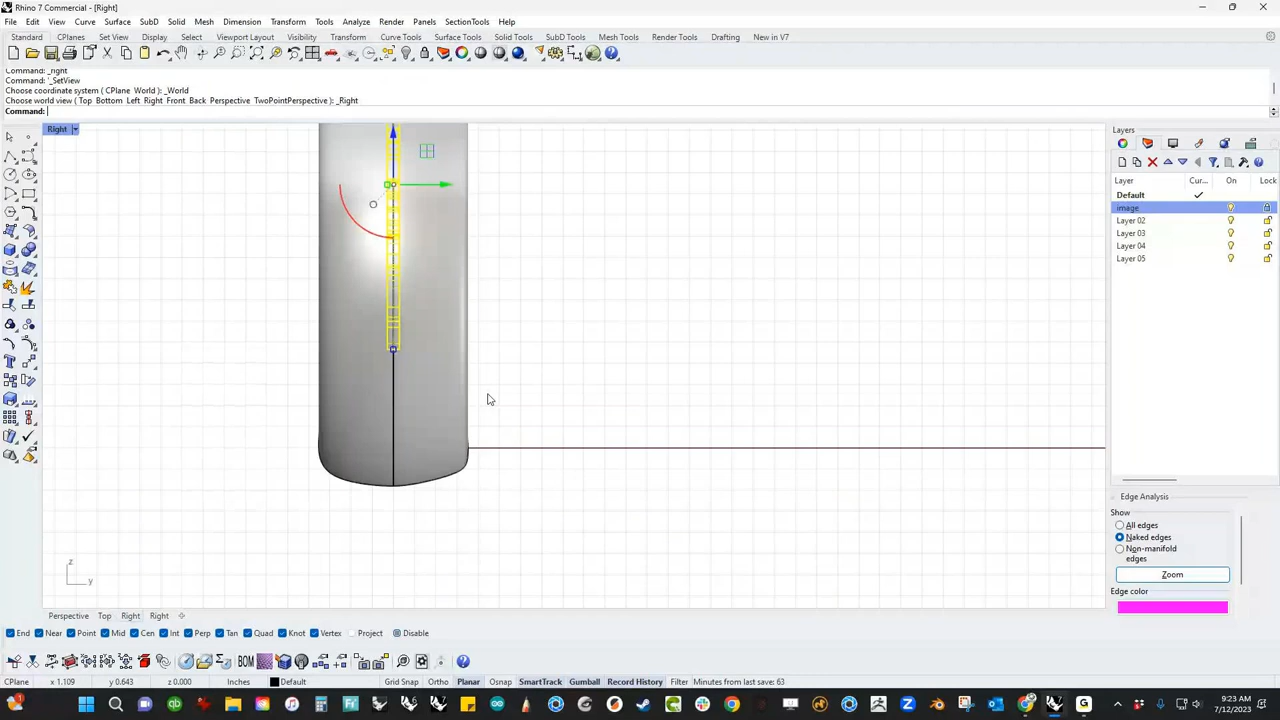 Rhino 7 Commercial - [Right]
File Edit View Curve Surface SubD Solid Mesh Dimension Transform Tools Analyze Render Panels SectionTools Help
Standard CPlanes Set View Display Select Viewport Layout Visibility Transform Curve Tools Surface Tools Solid Tools SubD Tools Mesh Tools Render Tools Drafting New in V7
Command: _right
Command: '_SetView
Choose coordinate system ( CPlane World ): _World
Choose world view ( Top Bottom Left Right Front Back Perspective TwoPointPerspective ): _Right
Command:
Right
Layers
Layer Cur... On Lock
Default
image
Layer 02
Layer 03
Layer 04
Layer 05
Edge Analysis
Show
All edges
Naked edges
Non-manifold
edges
Zoom
Edge color
z
y
Perspective Top Right Right
End Near Point Mid Cen Int Perp Tan Quad Knot Vertex Project Disable
BOM
CPlane x 1.109 y 0.643 z 0.000 Inches Default Grid Snap Ortho Planar Osnap SmartTrack Gumball Record History Filter Minutes from last save: 63
9:23 AM
7/12/2023